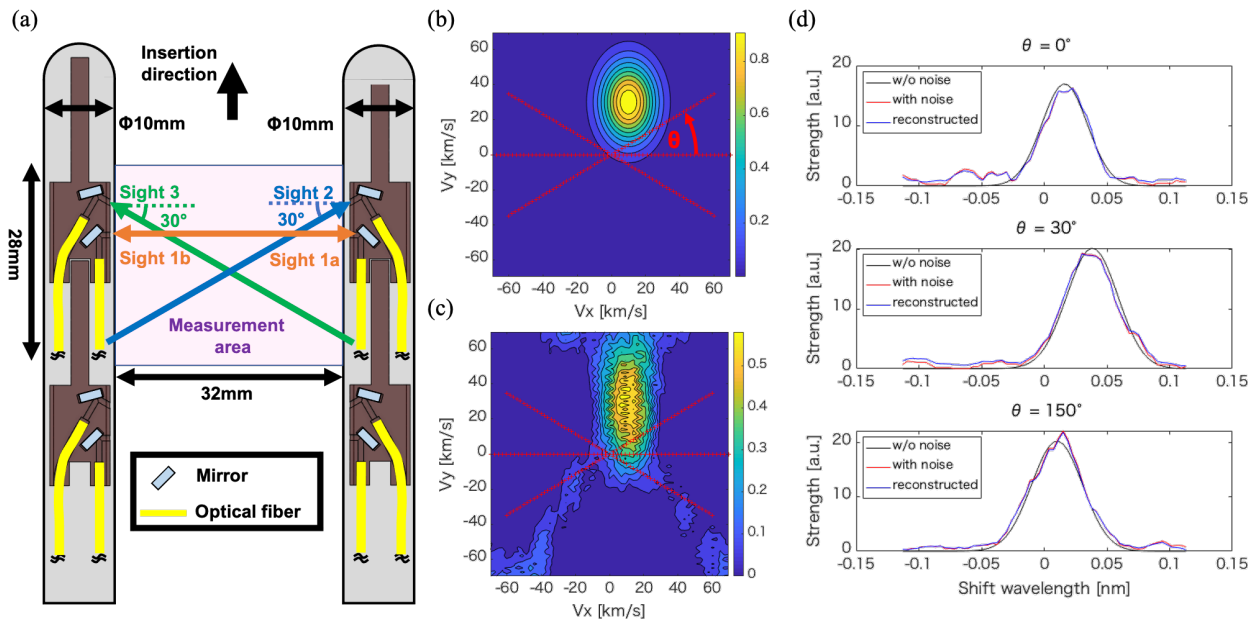 (a)
Insertion
direction
Φ10mm
Φ10mm
28mm
Sight 3
30°
Sight 2
30°
Sight 1b
Sight 1a
Measurement
area
32mm
Mirror
Optical fiber
(b)
60
40
20
0
-20
-40
-60
Vy [km/s]
θ
-60 -40 -20 0 20 40 60
Vx [km/s]
0.8
0.6
0.4
0.2
(c)
60
40
20
0
-20
-40
-60
Vy [km/s]
-60 -40 -20 0 20 40 60
Vx [km/s]
0.5
0.4
0.3
0.2
0.1
0
(d)
θ = 0°
20
10
0
Strength [a.u.]
w/o noise
with noise
reconstructed
-0.15 -0.1 -0.05 0 0.05 0.1 0.15
θ = 30°
20
10
0
Strength [a.u.]
w/o noise
with noise
reconstructed
-0.15 -0.1 -0.05 0 0.05 0.1 0.15
θ = 150°
20
10
0
Strength [a.u.]
w/o noise
with noise
reconstructed
-0.15 -0.1 -0.05 0 0.05 0.1 0.15
Shift wavelength [nm]